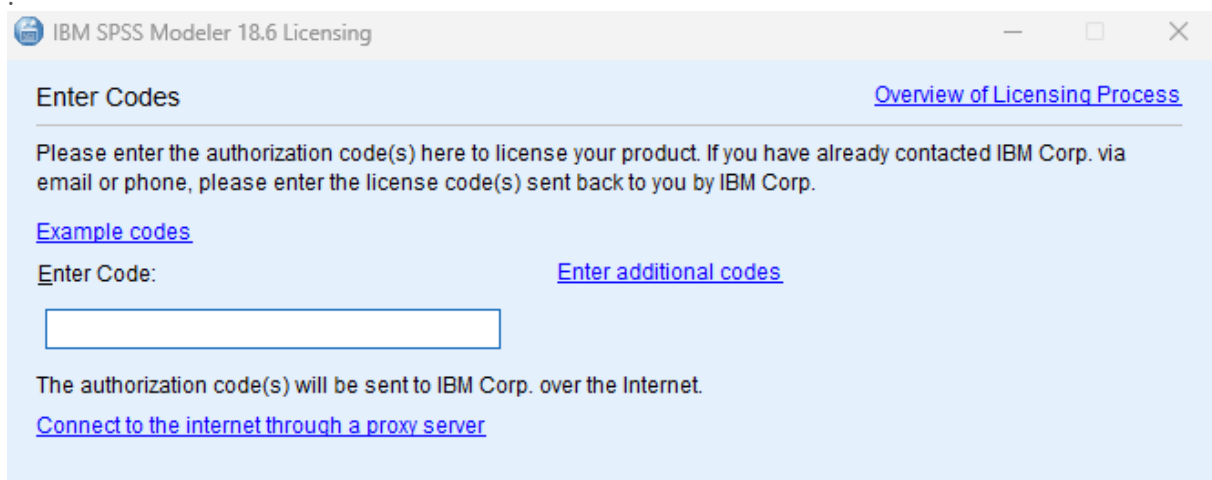 .
IBM SPSS Modeler 18.6 Licensing
Enter Codes
Overview of Licensing Process
Please enter the authorization code(s) here to license your product. If you have already contacted IBM Corp. via
email or phone, please enter the license code(s) sent back to you by IBM Corp.
Example codes
Enter Code:
Enter additional codes
The authorization code(s) will be sent to IBM Corp. over the Internet.
Connect to the internet through a proxy server